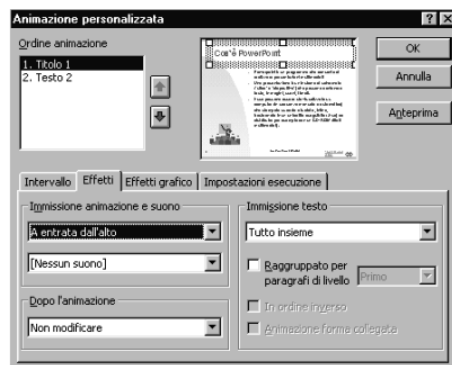 Animazione personalizzata
Ordine animazione
1. Titolo 1
2. Testo 2
Cos'è PowerPoint
OK
Annulla
Anteprima
Intervallo
Effetti
Effetti grafico
Impostazioni esecuzione
Immissione animazione e suono
A entrata dall'alto
[Nessun suono]
Dopo l'animazione
Non modificare
Immissione testo
Tutto insieme
Raggruppato per
paragrafi di livello
Primo
In ordine inverso
Animazione forma collegata